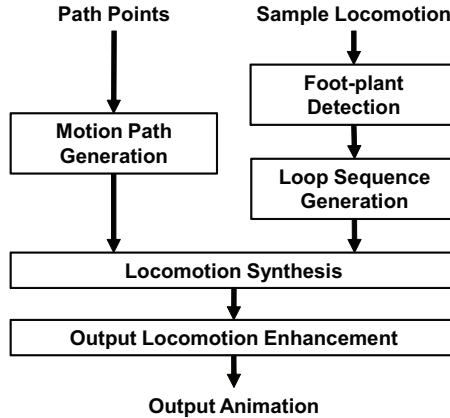 Path Points
Sample Locomotion
Foot-plant
Detection
Motion Path
Generation
Loop Sequence
Generation
Locomotion Synthesis
Output Locomotion Enhancement
Output Animation